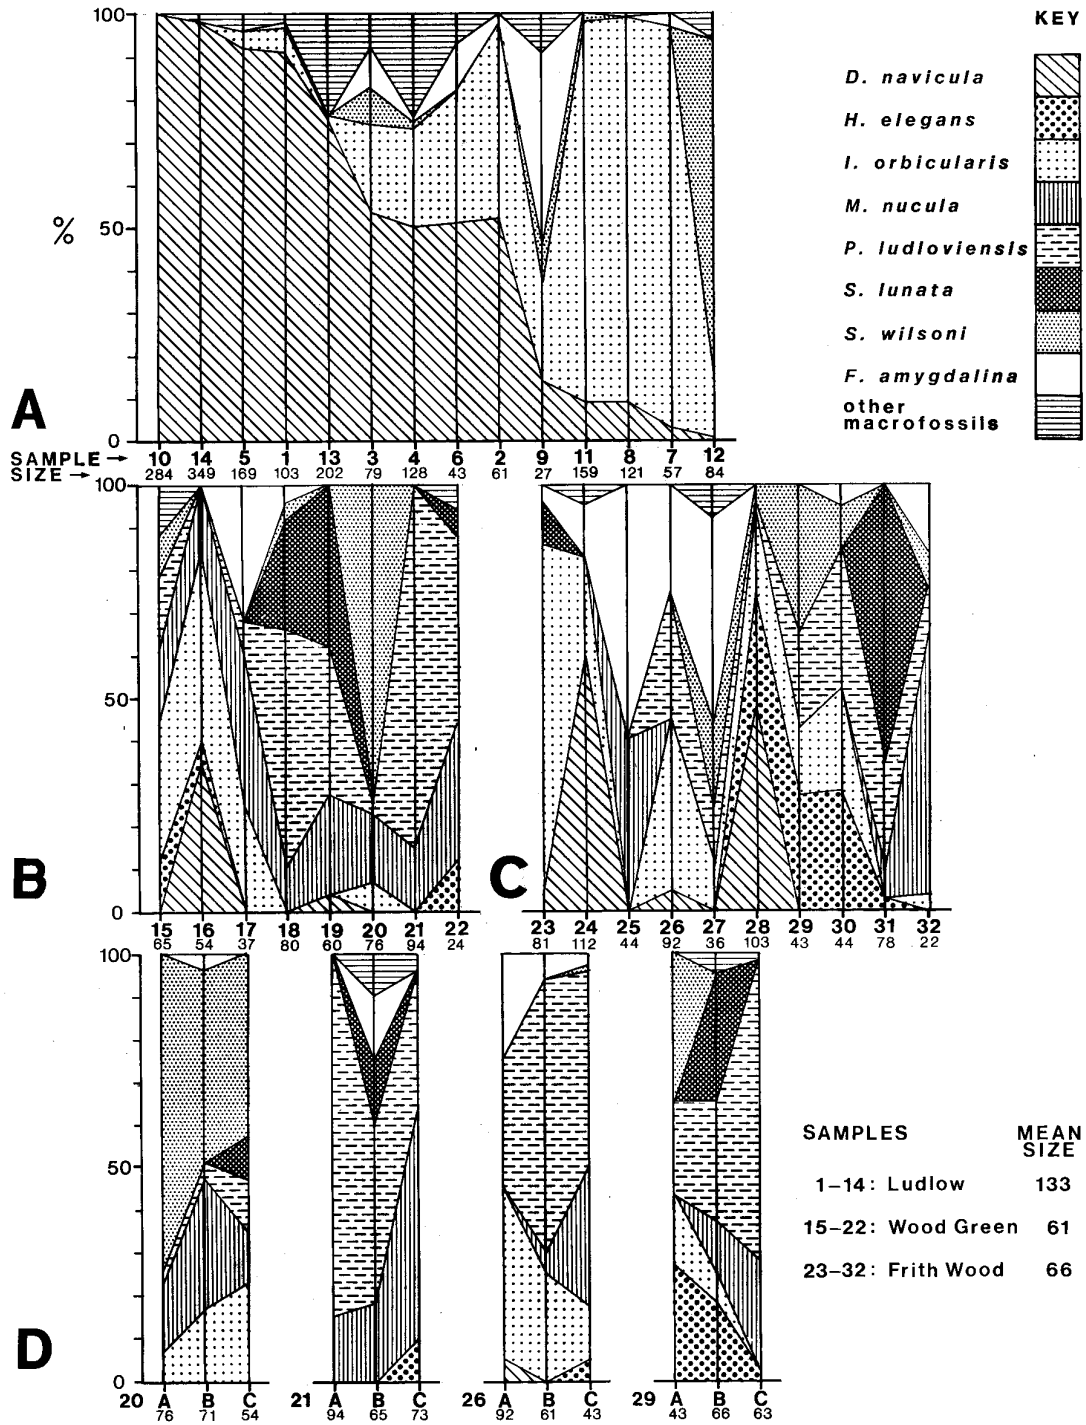 KEY
D. navicula
H. elegans
I. orbicularis
M. nucula
P. ludloviensis
S. lunata
S. wilsoni
F. amygdalina
other
macrofossils
100
%
50
0
A
SAMPLE → 10 14 5 1 13 3 4 6 2 9 11 8 7 12
SIZE → 284 349 169 103 202 79 128 43 61 27 159 121 57 84
100
50
0
B
15 16 17 18 19 20 21 22
65 54 37 80 60 76 94 24
C
23 24 25 26 27 28 29 30 31 32
81 112 44 92 36 103 43 44 78 22
100
50
0
D
20 A B C
76 71 54
21 A B C
94 65 73
26 A B C
92 61 43
29 A B C
43 66 63
SAMPLES MEAN SIZE
1–14: Ludlow 133
15–22: Wood Green 61
23–32: Frith Wood 66